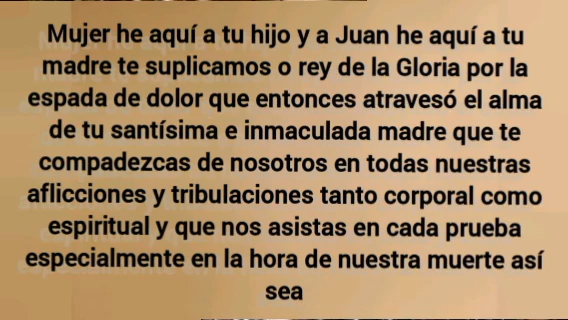 Mujer he aquí a tu hijo y a Juan he aquí a tu
madre te suplicamos o rey de la Gloria por la
espada de dolor que entonces atravesó el alma
de tu santísima e inmaculada madre que te
compadezcas de nosotros en todas nuestras
aflicciones y tribulaciones tanto corporal como
espiritual y que nos asistas en cada prueba
especialmente en la hora de nuestra muerte así
sea